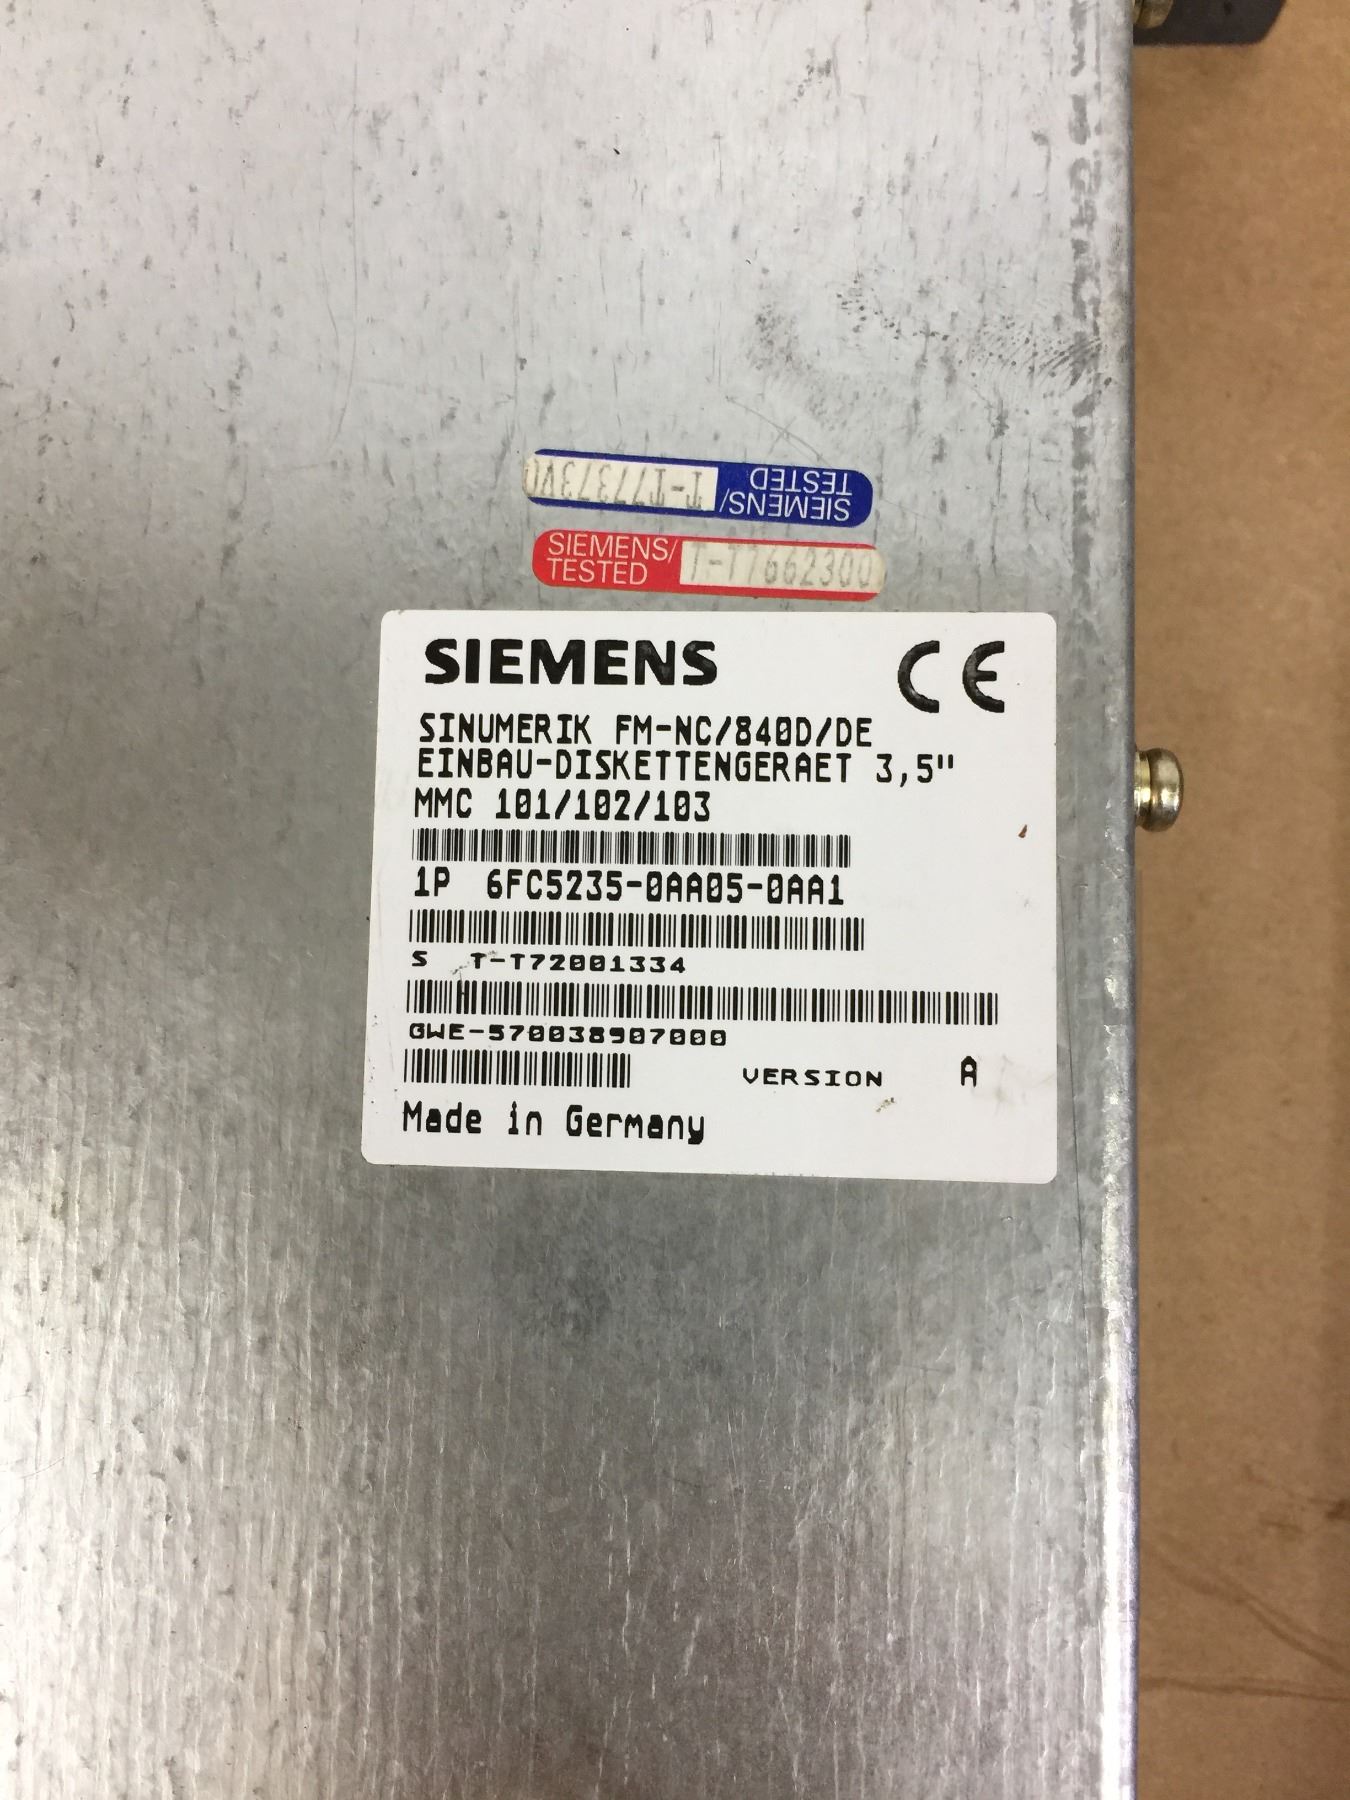 SIEMENS/
TESTED
SIEMENS/ T-T7662300
TESTED
SIEMENS CE
SINUMERIK FM-NC/840D/DE
EINBAU-DISKETTENGERAET 3,5"
MMC 101/102/103
1P 6FC5235-0AA05-0AA1
S T-T72001334
GWE-570038907000
VERSION A
Made in Germany